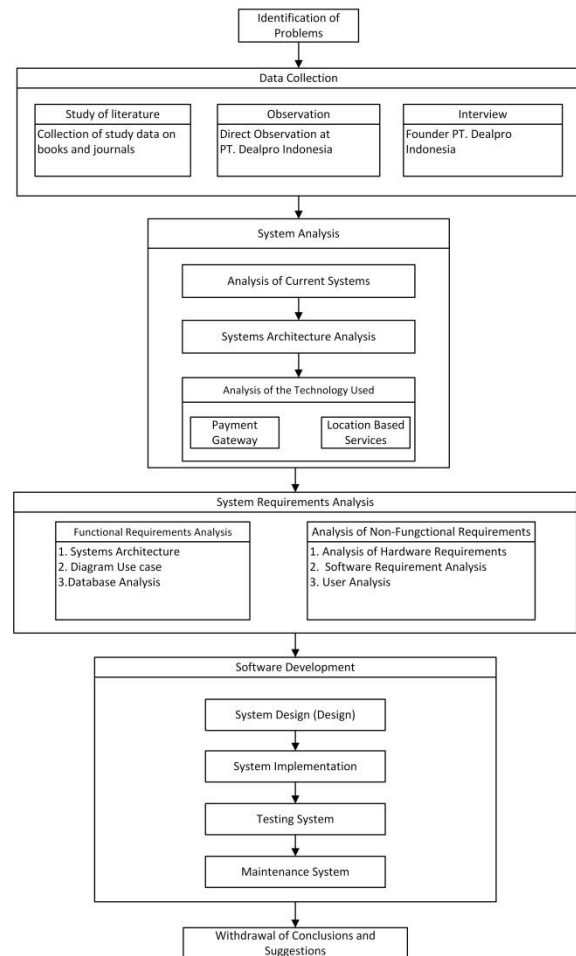 Identification of
Problems
Data Collection
Study of literature
Collection of study data on
books and journals
Observation
Direct Observation at
PT. Dealpro Indonesia
Interview
Founder PT. Dealpro
Indonesia
System Analysis
Analysis of Current Systems
Systems Architecture Analysis
Analysis of the Technology Used
Payment
Gateway
Location Based
Services
System Requirements Analysis
Functional Requirements Analysis
1. Systems Architecture
2. Diagram Use case
3.Database Analysis
Analysis of Non-Fungctional Requirements
1. Analysis of Hardware Requirements
2. Software Requirement Analysis
3. User Analysis
Software Development
System Design (Design)
System Implementation
Testing System
Maintenance System
Withdrawal of Conclusions and
Suggestions